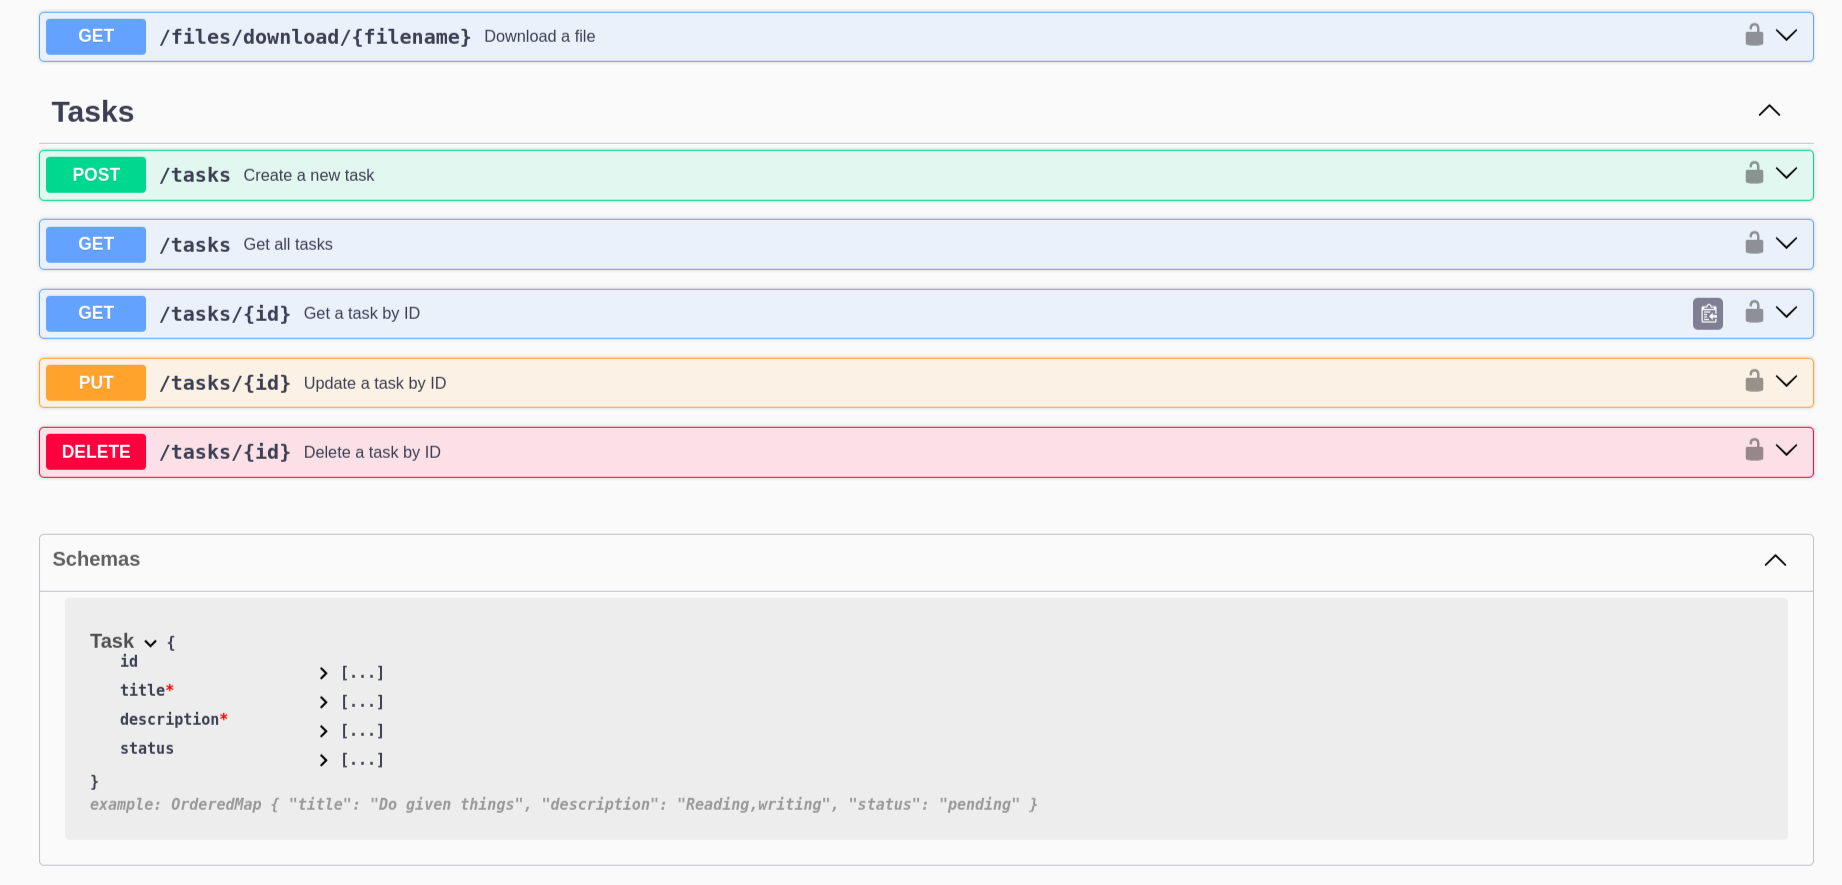 GET /files/download/{filename} Download a file
Tasks
POST /tasks Create a new task
GET /tasks Get all tasks
GET /tasks/{id} Get a task by ID
PUT /tasks/{id} Update a task by ID
DELETE /tasks/{id} Delete a task by ID
Schemas
Task {
id [...]
title* [...]
description* [...]
status [...]
}
example: OrderedMap { "title": "Do given things", "description": "Reading,writing", "status": "pending" }